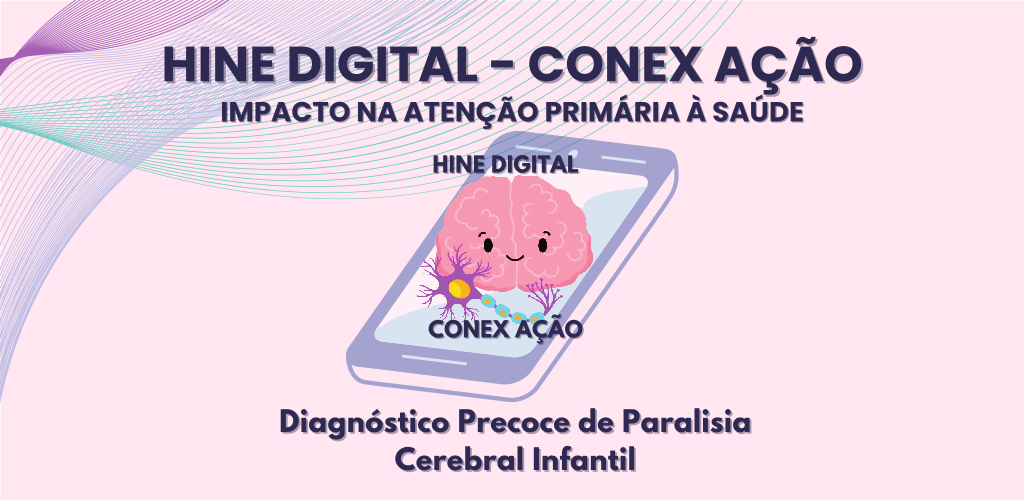 HINE DIGITAL - CONEX AÇÃO
IMPACTO NA ATENÇÃO PRIMÁRIA À SAÚDE
HINE DIGITAL
CONEX AÇÃO
Diagnóstico Precoce de Paralisia
Cerebral Infantil